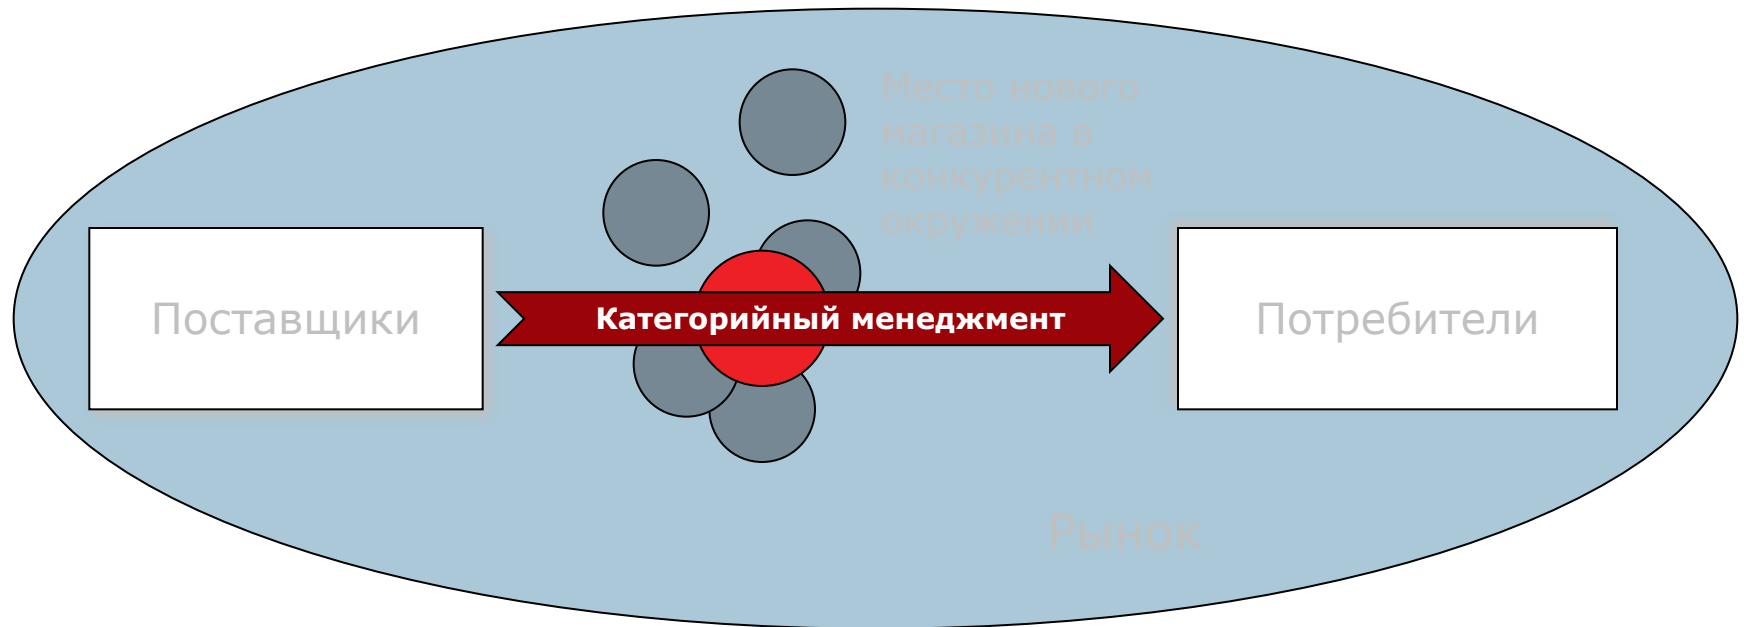 Место нового
магазина в
конкурентном
окружении
Поставщики
Категорийный менеджмент
Потребители
Рынок